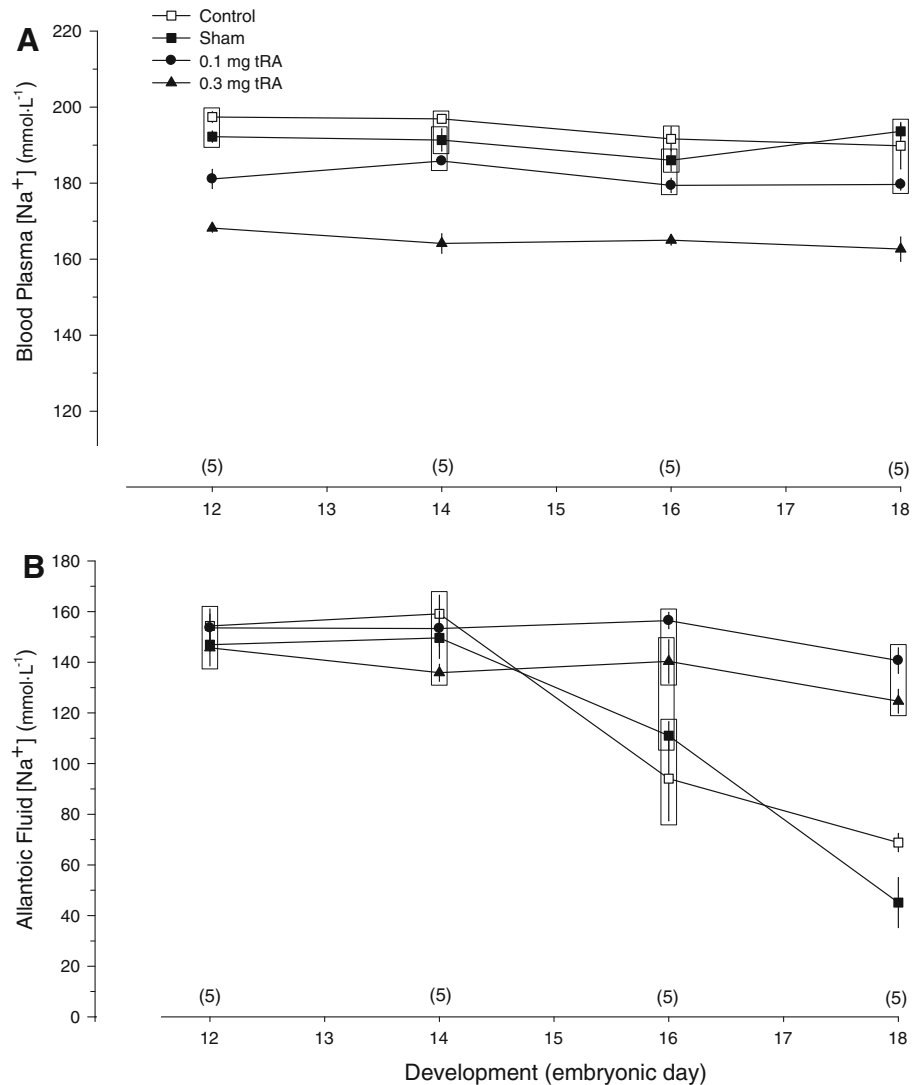 A
Control
Sham
0.1 mg tRA
0.3 mg tRA
Blood Plasma [Na⁺] (mmol·L⁻¹)
220
200
180
160
140
120
(5) (5) (5) (5)
12 13 14 15 16 17 18
B
Allantoic Fluid [Na⁺] (mmol·L⁻¹)
180
160
140
120
100
80
60
40
20
0
(5) (5) (5) (5)
12 13 14 15 16 17 18
Development (embryonic day)